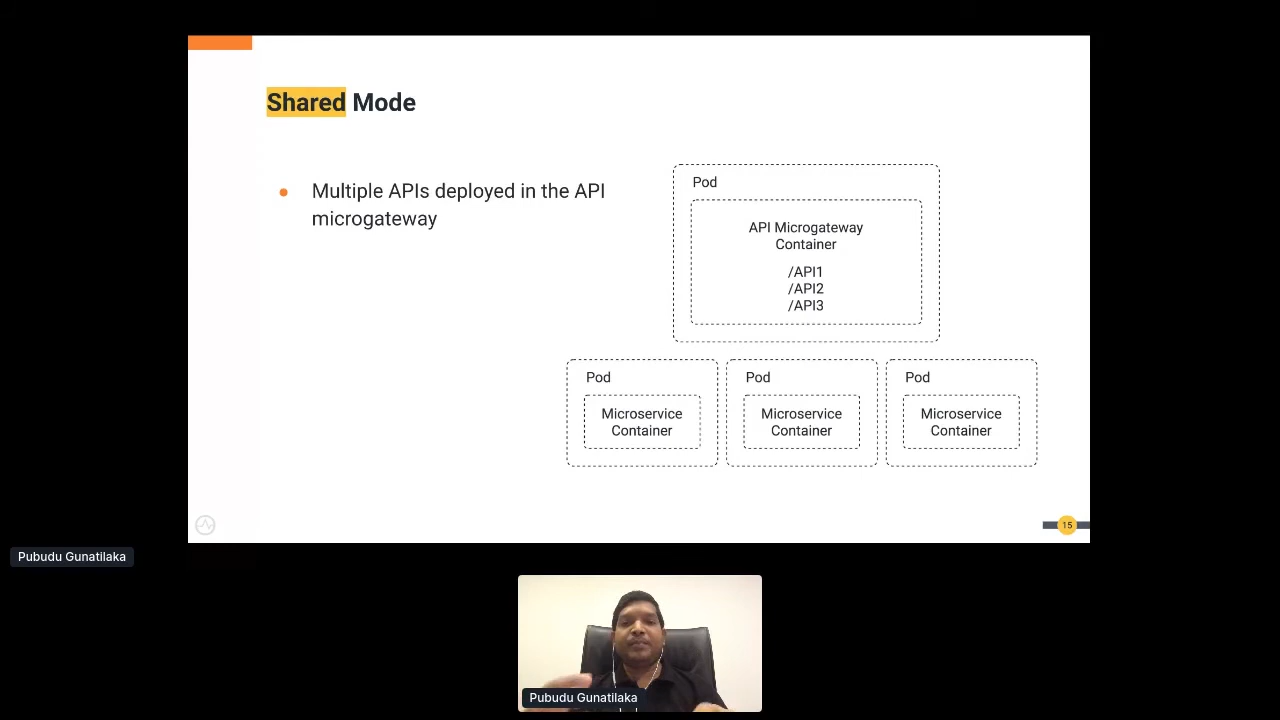 Shared Mode
Multiple APIs deployed in the API
microgateway
Pod
API Microgateway
Container
/API1
/API2
/API3
Pod
Microservice
Container
Pod
Microservice
Container
Pod
Microservice
Container
15
Pubudu Gunatilaka
Pubudu Gunatilaka